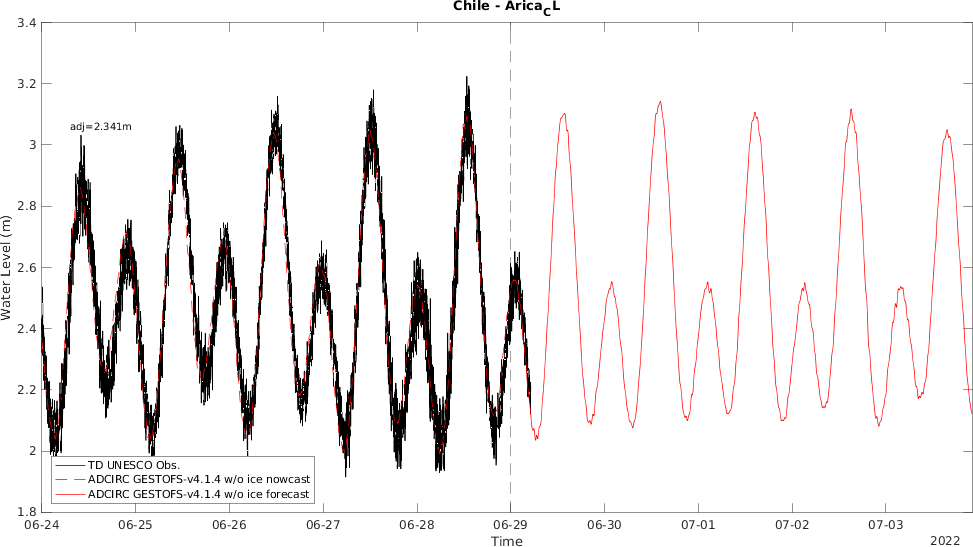 Chile - Arica_CL
3.4
3.2
3
2.8
2.6
2.4
2.2
2
1.8
Water Level (m)
adj=2.341m
TD UNESCO Obs.
ADCIRC GESTOFS-v4.1.4 w/o ice nowcast
ADCIRC GESTOFS-v4.1.4 w/o ice forecast
06-24 06-25 06-26 06-27 06-28 06-29 06-30 07-01 07-02 07-03
Time
2022